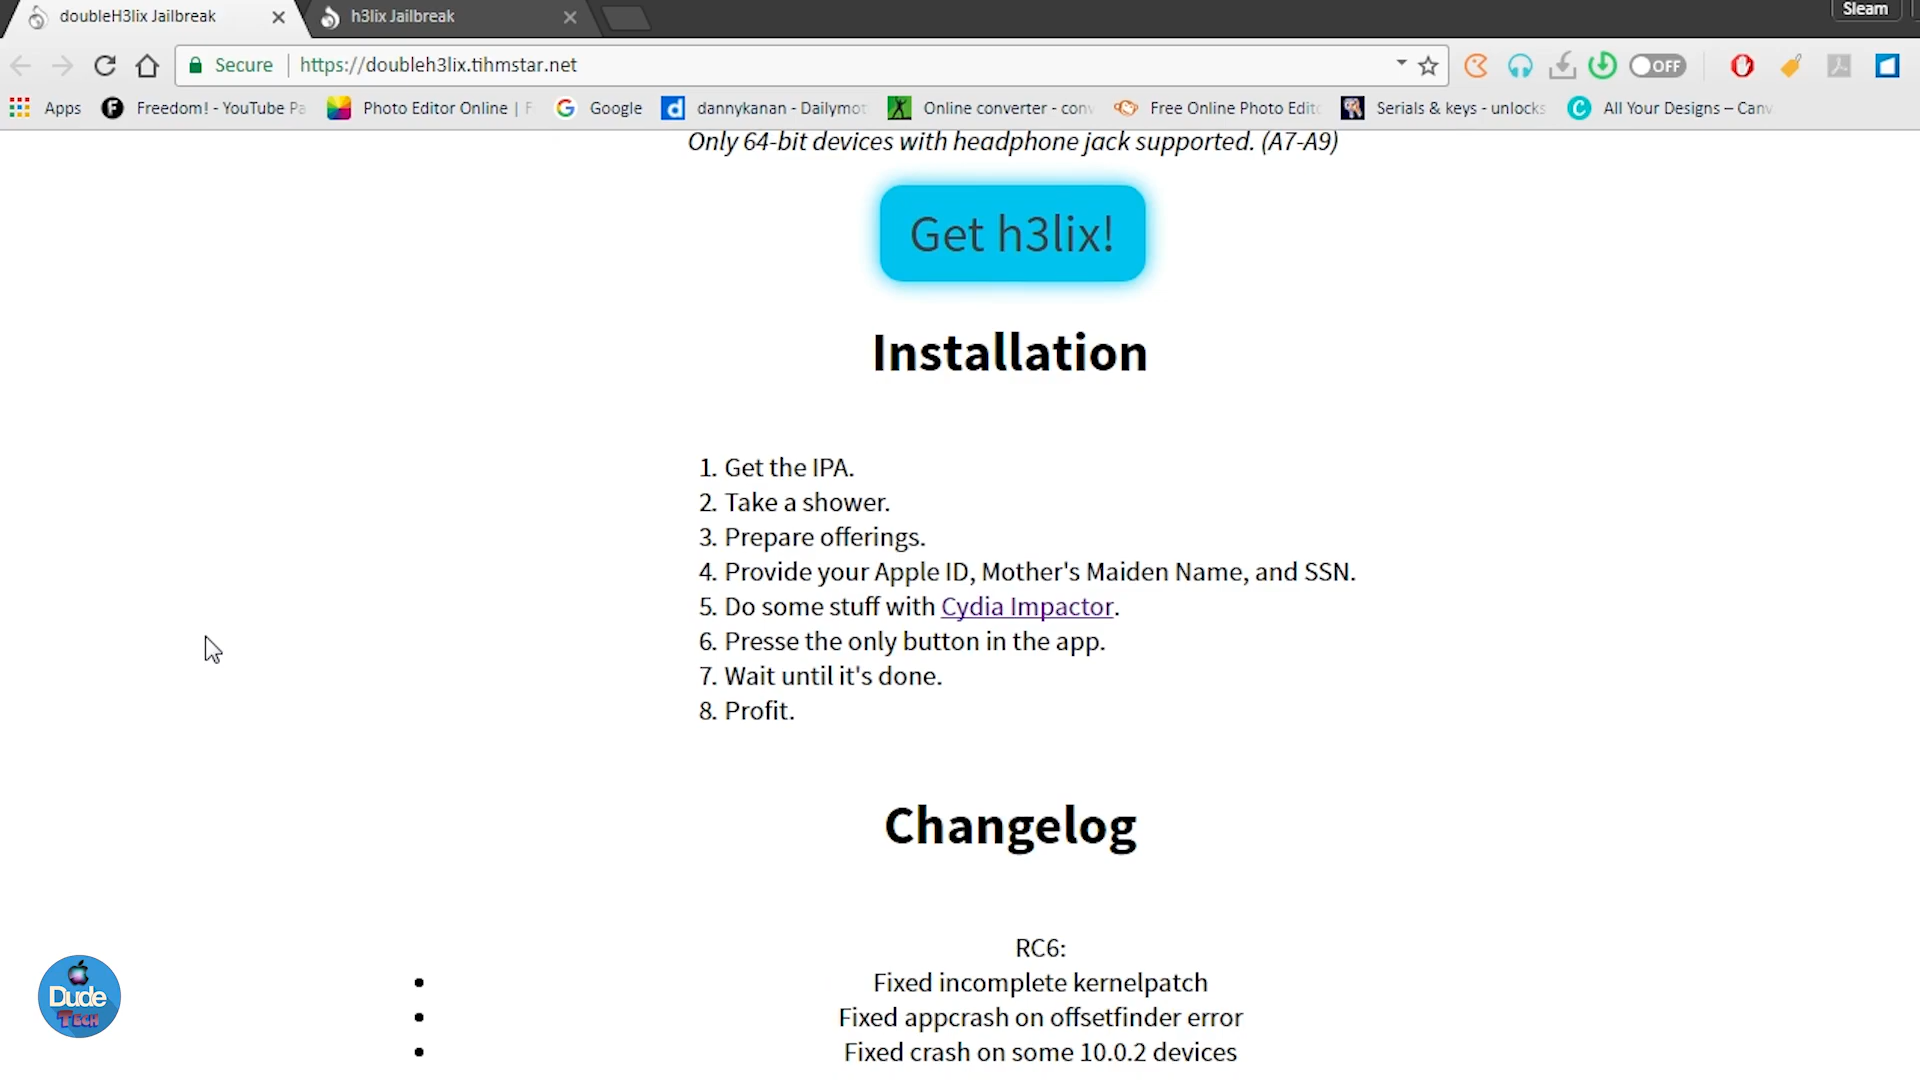 doubleH3lix Jailbreak
h3lix Jailbreak
Sleam
Secure
https://doubleh3lix.tihmstar.net
OFF
Apps
Freedom! - YouTube Pa
Photo Editor Online | F
Google
dannykanan - Dailymo
Online converter - conv
Free Online Photo Edit
Serials & keys - unlocks
All Your Designs – Canv
Only 64-bit devices with headphone jack supported. (A7-A9)
Get h3lix!
Installation
1. Get the IPA.
2. Take a shower.
3. Prepare offerings.
4. Provide your Apple ID, Mother's Maiden Name, and SSN.
5. Do some stuff with Cydia Impactor.
6. Presse the only button in the app.
7. Wait until it's done.
8. Profit.
Changelog
RC6:
Fixed incomplete kernelpatch
Fixed appcrash on offsetfinder error
Fixed crash on some 10.0.2 devices
Dude
TECH